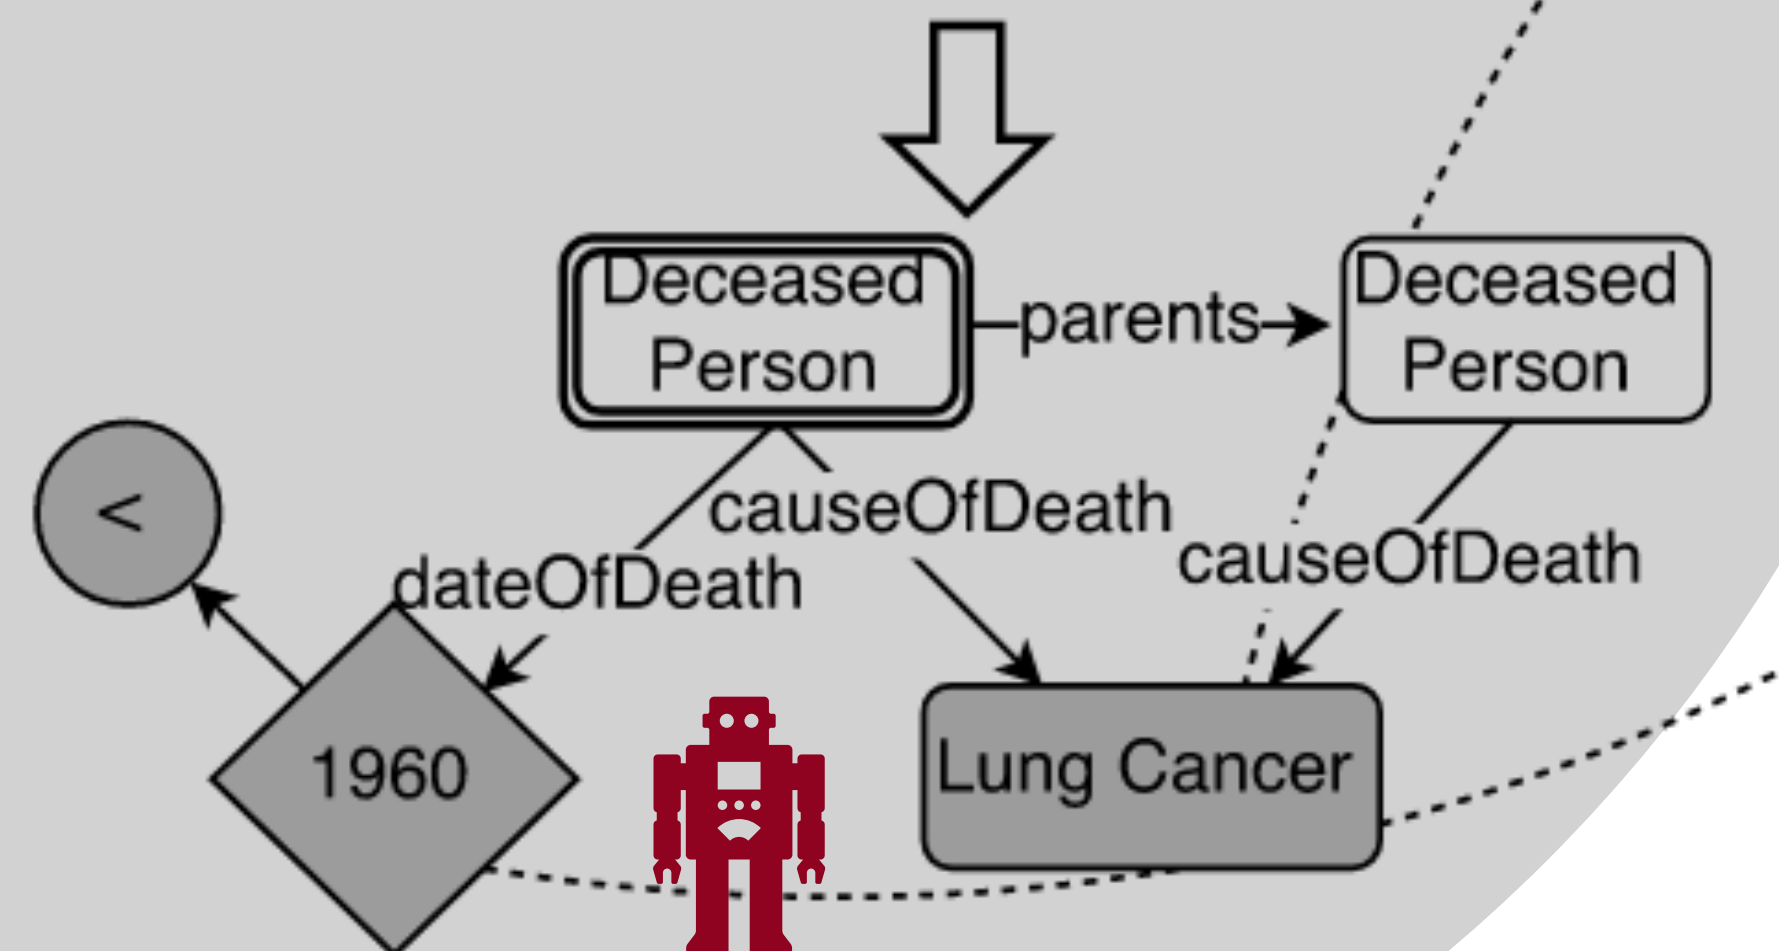 Deceased
Person
parents
Deceased
Person
<
causeOfDeath
causeOfDeath
dateOfDeath
1960
Lung Cancer